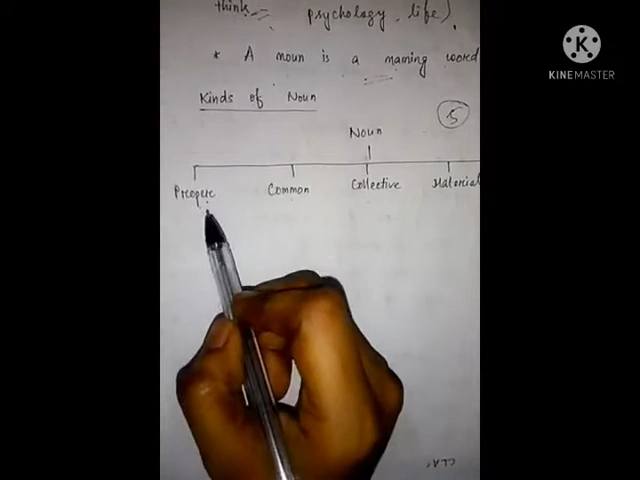 think psychology, life)
* A noun is a naming word
KINEMASTER
Kinds of Noun
5
Noun
Proper Common Collective Material